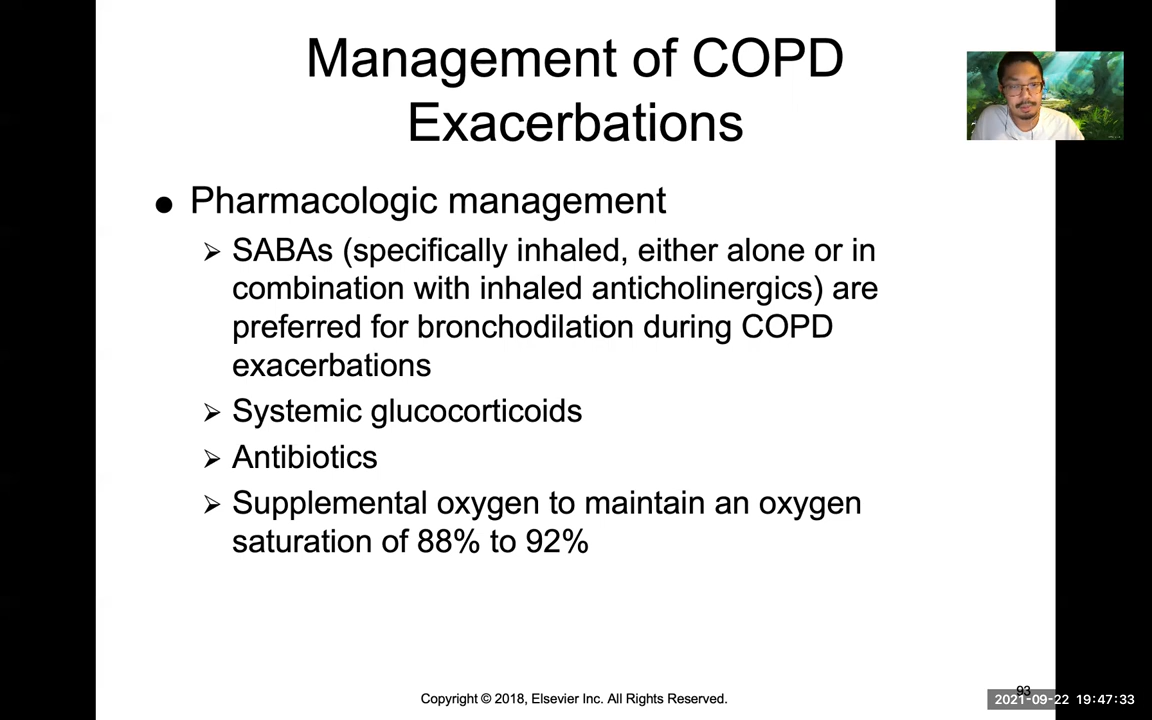 Management of COPD
Exacerbations
● Pharmacologic management
➢ SABAs (specifically inhaled, either alone or in
combination with inhaled anticholinergics) are
preferred for bronchodilation during COPD
exacerbations
➢ Systemic glucocorticoids
➢ Antibiotics
➢ Supplemental oxygen to maintain an oxygen
saturation of 88% to 92%
Copyright © 2018, Elsevier Inc. All Rights Reserved.
93
2021-09-22 19:47:33